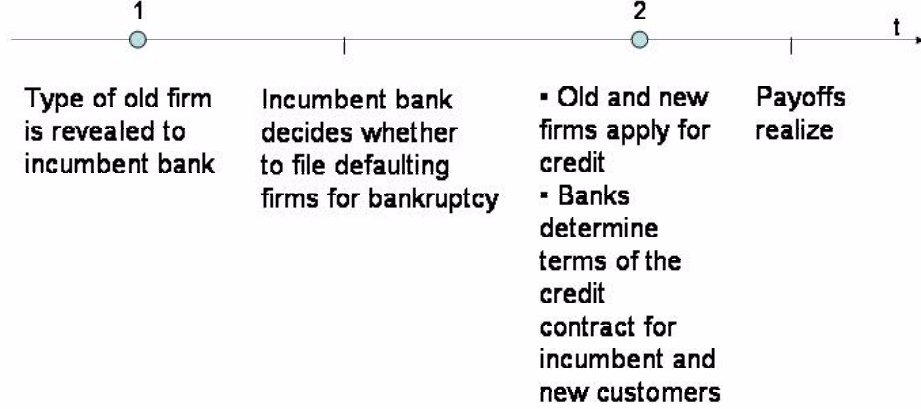 1
2
t
Type of old firm
is revealed to
incumbent bank
Incumbent bank
decides whether
to file defaulting
firms for bankruptcy
▪ Old and new
firms apply for
credit
▪ Banks
determine
terms of the
credit
contract for
incumbent and
new customers
Payoffs
realize